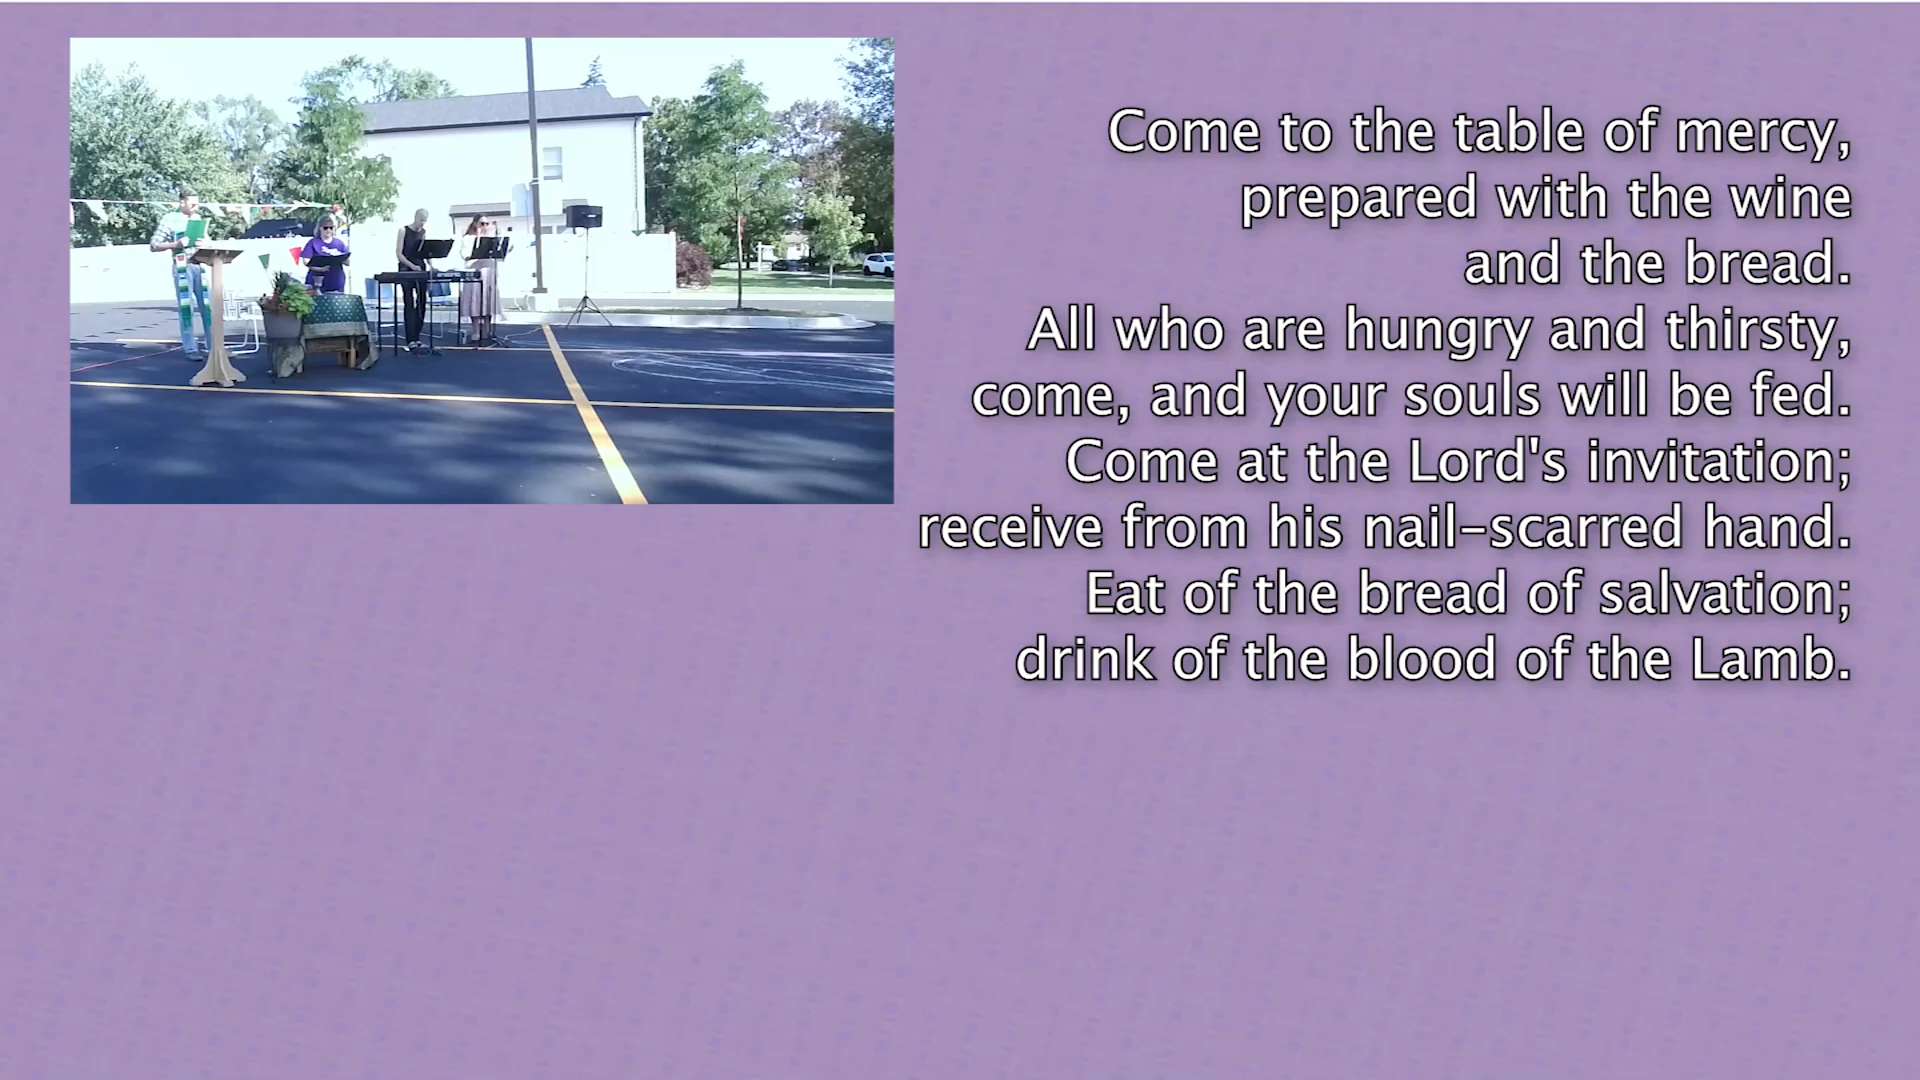 Come to the table of mercy,
prepared with the wine
and the bread.
All who are hungry and thirsty,
come, and your souls will be fed.
Come at the Lord's invitation;
receive from his nail-scarred hand.
Eat of the bread of salvation;
drink of the blood of the Lamb.